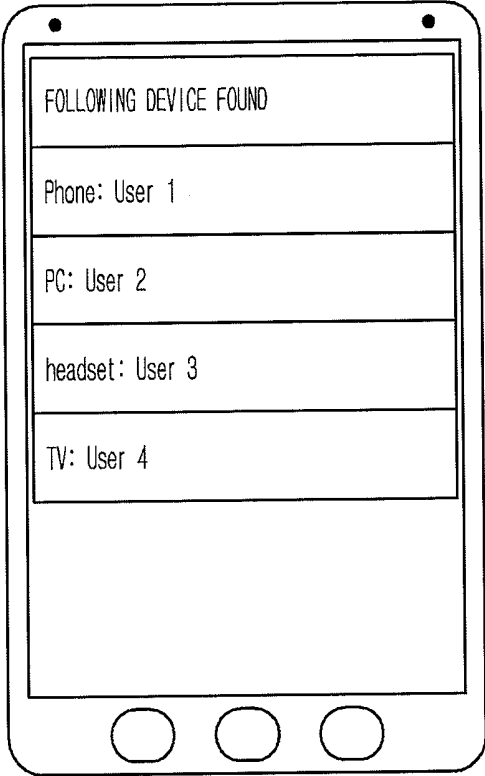 FOLLOWING DEVICE FOUND
Phone: User 1
PC: User 2
headset: User 3
TV: User 4